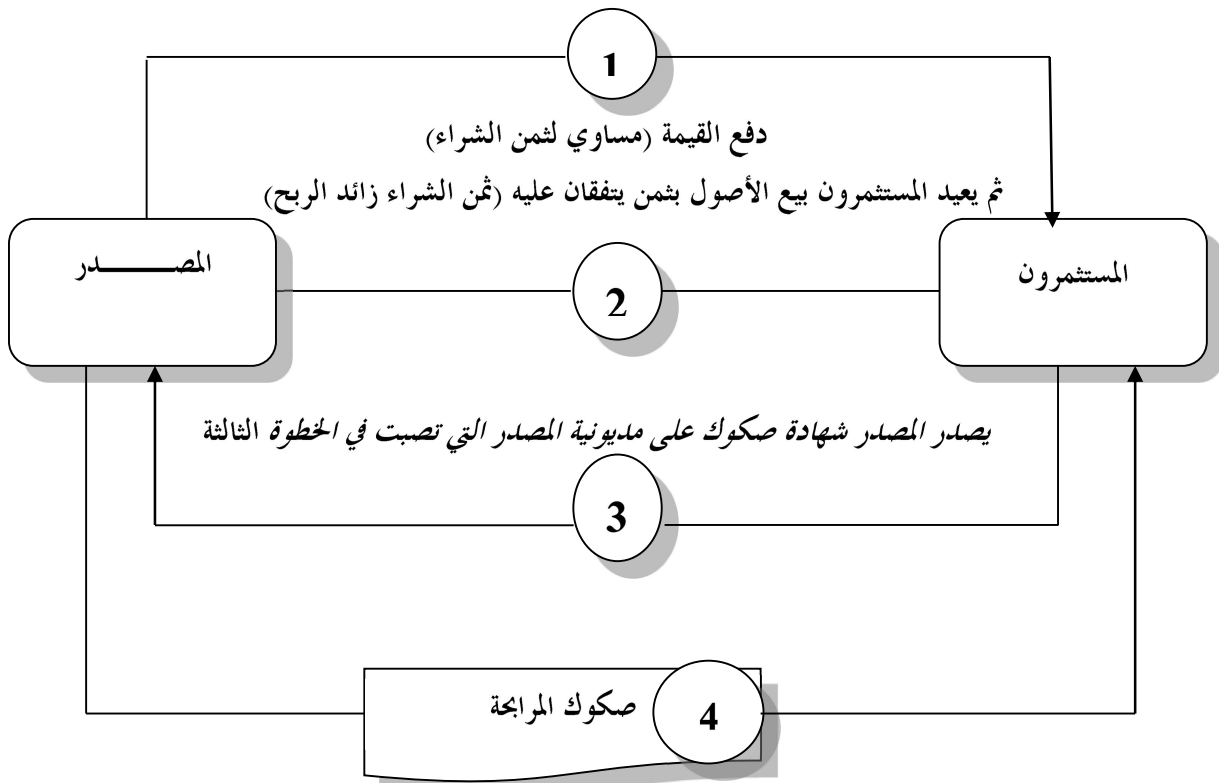 1
دفع القيمة (مساوي لثمن الشراء)
ثم يعيد المستثمرون بيع الأصول بثمن يتفقان عليه (ثمن الشراء زائد الربح)
المصـــــــدر
المستثمرون
2
يصدر المصدر شهادة صكوك على مديونية المصدر التي تصبت في الخطوة الثالثة
3
صكوك المرابحة
4